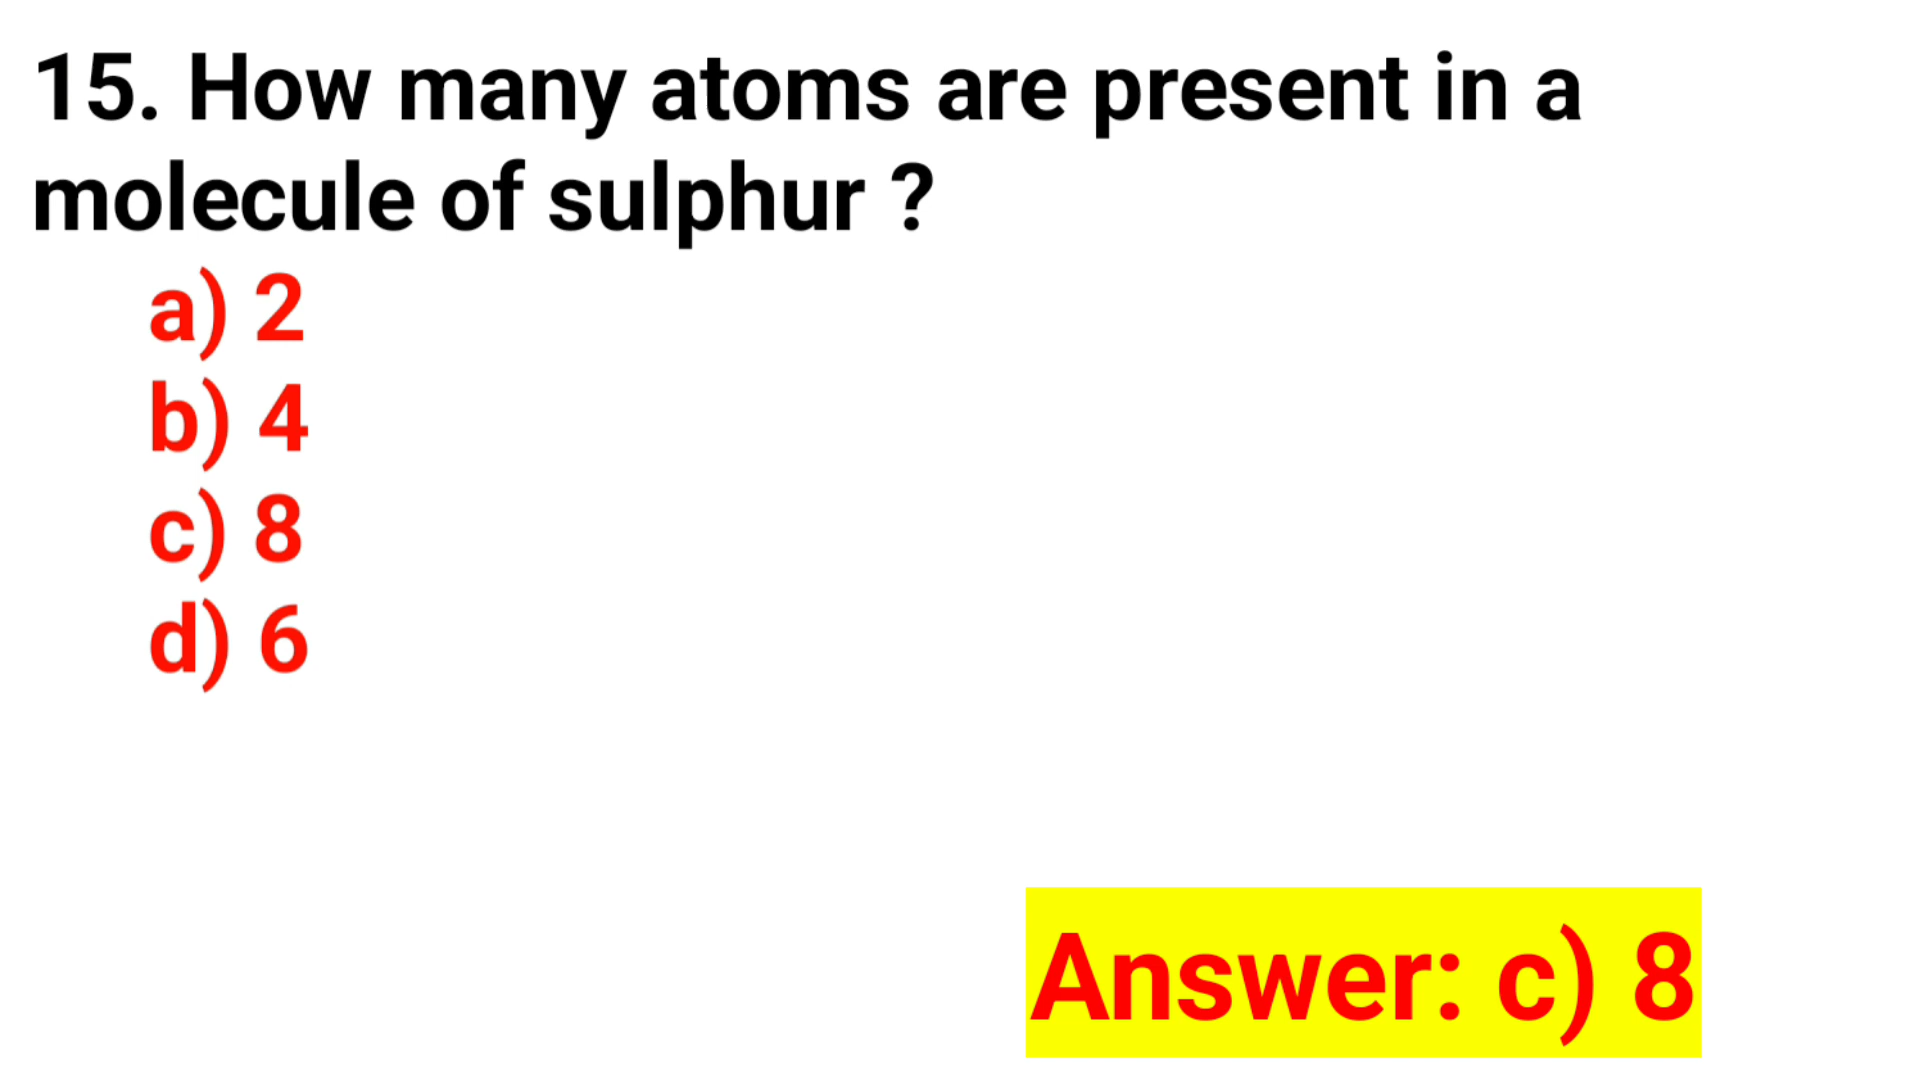 15. How many atoms are present in a
molecule of sulphur ?
a) 2
b) 4
c) 8
d) 6
Answer: c) 8